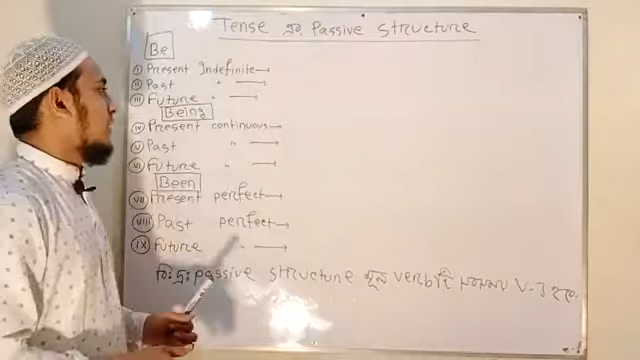 Tense এর Passive Structure
Be
(i) Present Indefinite →
(ii) Past " →
(iii) Future " →
Being
(iv) Present continuous →
(v) Past " →
(vi) Future " →
Been
(vii) Present perfect →
(viii) Past perfect →
(ix) Future " →
বি: দ্র: passive structure মূল verbটি সবসময় V-3 হবে।